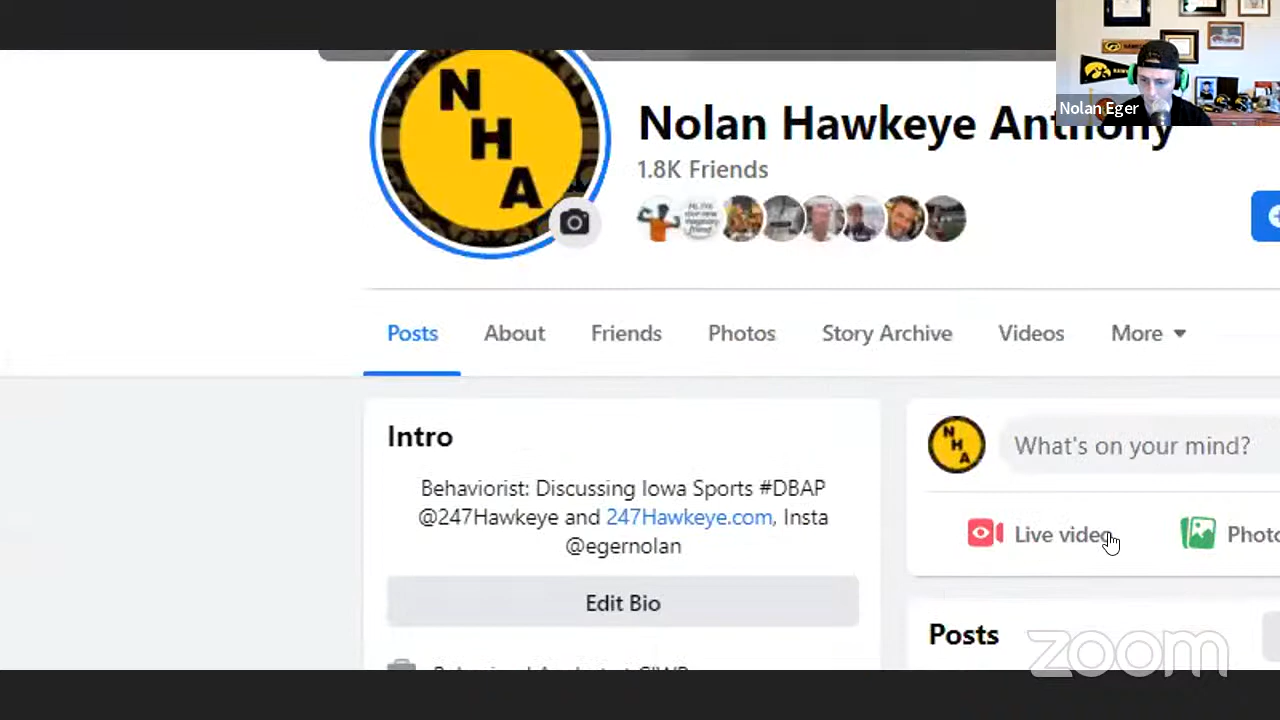 N
H
A
Nolan Hawkeye Anthony
Nolan Eger
1.8K Friends
Posts
About
Friends
Photos
Story Archive
Videos
More
Intro
Behaviorist: Discussing Iowa Sports #DBAP
@247Hawkeye and 247Hawkeye.com, Insta
@egernolan
Edit Bio
N
H
A
What's on your mind?
Live video
Photo
Posts
zoom